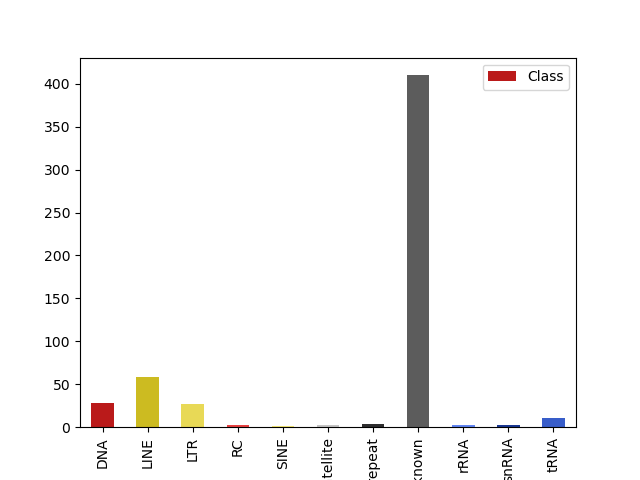 400
350
300
250
200
150
100
50
0
Class
DNA
LINE
LTR
RC
SINE
tellite
repeat
known
rRNA
snRNA
tRNA